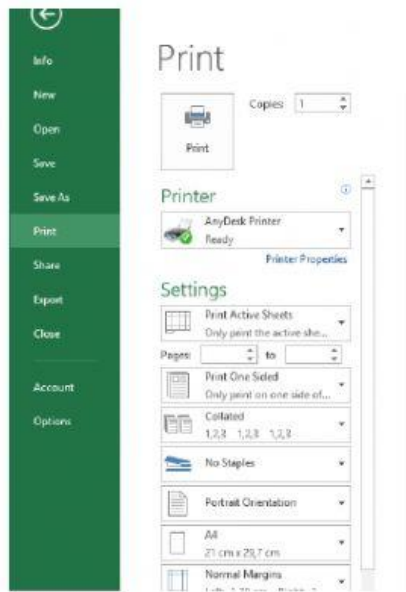 Info
New
Open
Save
Save As
Print
Share
Export
Close
Account
Options
Print
Copies: 1
Print
Printer
AnyDesk Printer
Ready
Printer Properties
Settings
Print Active Sheets
Only print the active she...
Pages: to
Print One Sided
Only print on one side of...
Collated
1,2,3 1,2,3 1,2,3
No Staples
Portrait Orientation
A4
21 cm x 29,7 cm
Normal Margins